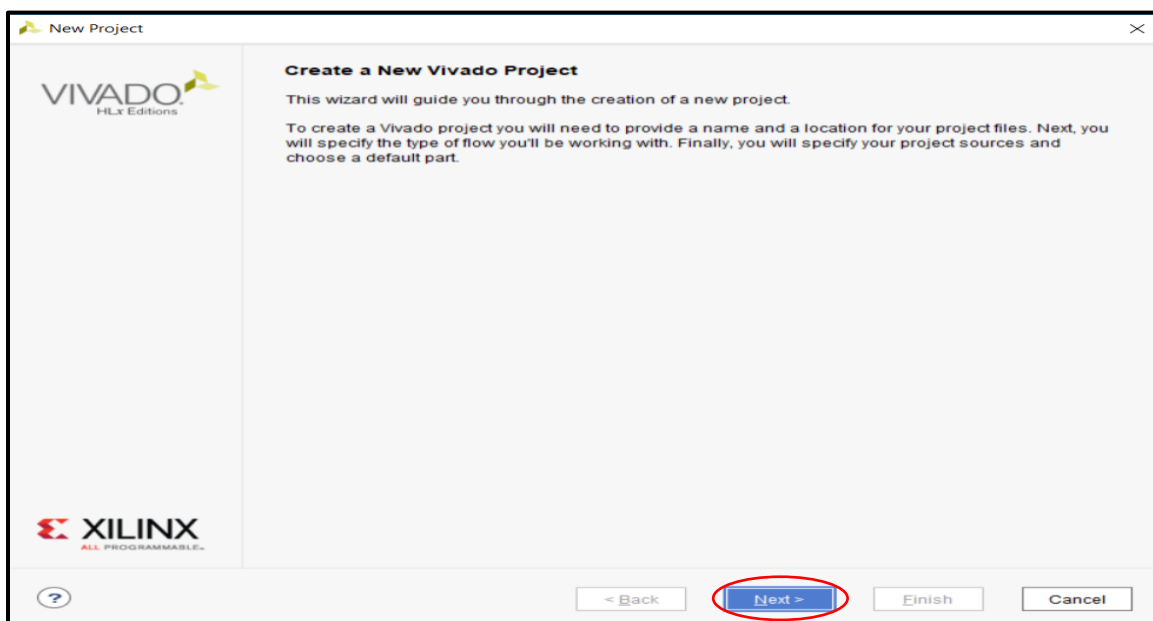 New Project
VIVADO.
HLx Editions
Create a New Vivado Project
This wizard will guide you through the creation of a new project.
To create a Vivado project you will need to provide a name and a location for your project files. Next, you
will specify the type of flow you'll be working with. Finally, you will specify your project sources and
choose a default part.
XILINX
ALL PROGRAMMABLE™
?
< Back
Next >
Finish
Cancel